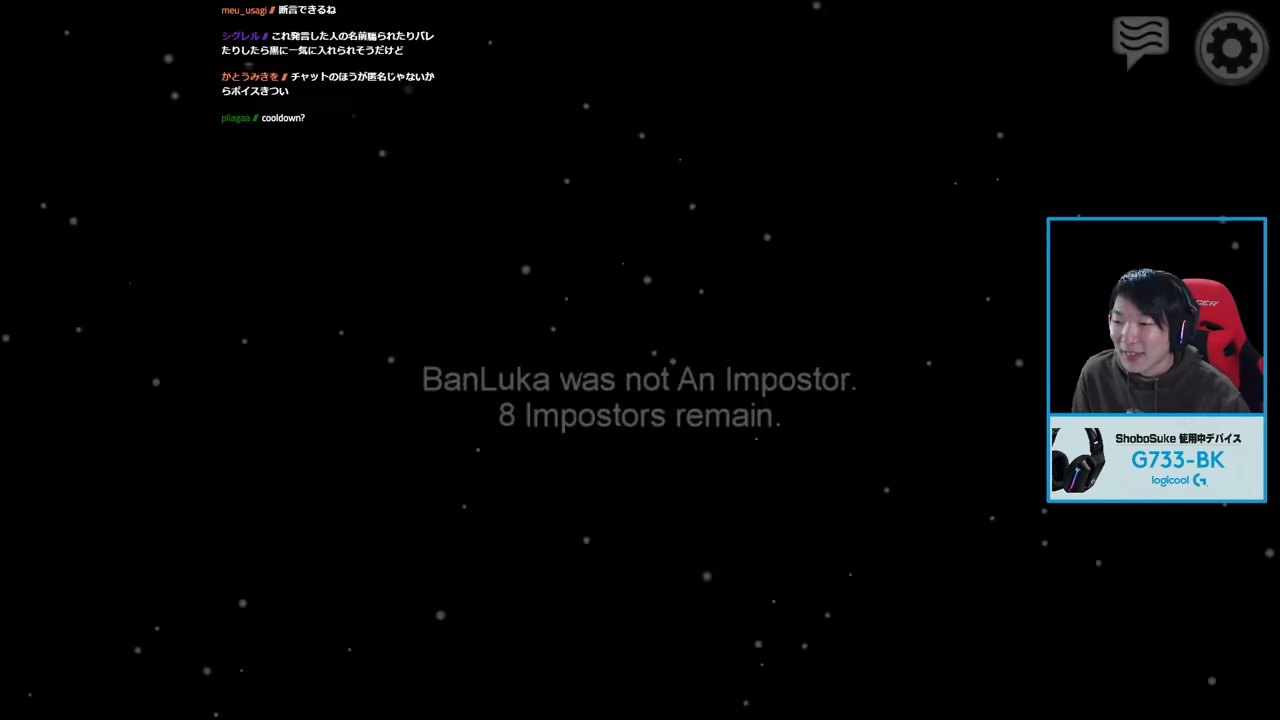 meu_usagi // 断言できるね
シグレル // これ発言した人の名前騙られたりバレ
たりしたら黒に一気に入れられそうだけど
かとうみきを // チャットのほうが匿名じゃないか
らボイスきつい
pliagaa // cooldown?
BanLuka was not An Impostor.
8 Impostors remain.
ShoboSuke 使用中デバイス
G733-BK
logicool G